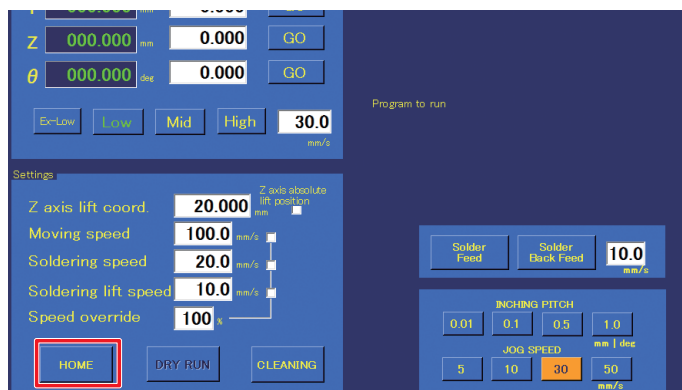 Z 000.000 mm 0.000 GO
θ 000.000 deg 0.000 GO
Ex-Low Low Mid High 30.0
mm/s
Program to run
Settings
Z axis lift coord. 20.000 mm
Z axis absolute
lift position
Moving speed 100.0 mm/s
Soldering speed 20.0 mm/s
Soldering lift speed 10.0 mm/s
Speed override 100 %
HOME DRY RUN CLEANING
Solder
Feed
Solder
Back Feed
10.0
mm/s
INCHING PITCH
0.01 0.1 0.5 1.0
mm | deg
JOG SPEED
5 10 30 50
mm/s